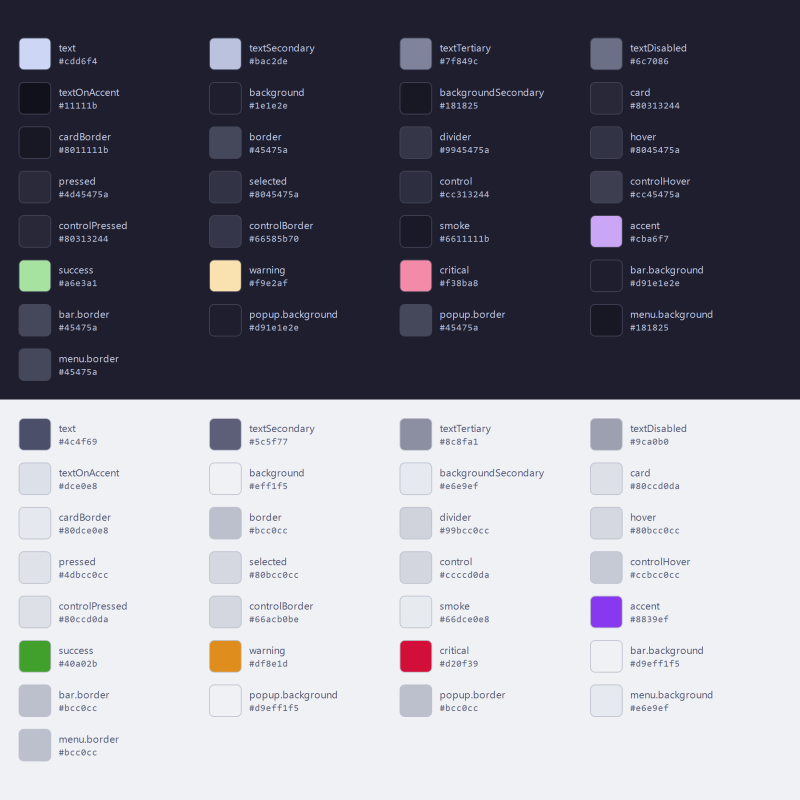 text
#cdd6f4
textSecondary
#bac2de
textTertiary
#7f849c
textDisabled
#6c7086
textOnAccent
#11111b
background
#1e1e2e
backgroundSecondary
#181825
card
#80313244
cardBorder
#8011111b
border
#45475a
divider
#9945475a
hover
#8045475a
pressed
#4d45475a
selected
#8045475a
control
#cc313244
controlHover
#cc45475a
controlPressed
#80313244
controlBorder
#66585b70
smoke
#6611111b
accent
#cba6f7
success
#a6e3a1
warning
#f9e2af
critical
#f38ba8
bar.background
#d91e1e2e
bar.border
#45475a
popup.background
#d91e1e2e
popup.border
#45475a
menu.background
#181825
menu.border
#45475a
text
#4c4f69
textSecondary
#5c5f77
textTertiary
#8c8fa1
textDisabled
#9ca0b0
textOnAccent
#dce0e8
background
#eff1f5
backgroundSecondary
#e6e9ef
card
#80ccd0da
cardBorder
#80dce0e8
border
#bcc0cc
divider
#99bcc0cc
hover
#80bcc0cc
pressed
#4dbcc0cc
selected
#80bcc0cc
control
#ccccd0da
controlHover
#ccbcc0cc
controlPressed
#80ccd0da
controlBorder
#66acb0be
smoke
#66dce0e8
accent
#8839ef
success
#40a02b
warning
#df8e1d
critical
#d20f39
bar.background
#d9eff1f5
bar.border
#bcc0cc
popup.background
#d9eff1f5
popup.border
#bcc0cc
menu.background
#e6e9ef
menu.border
#bcc0cc